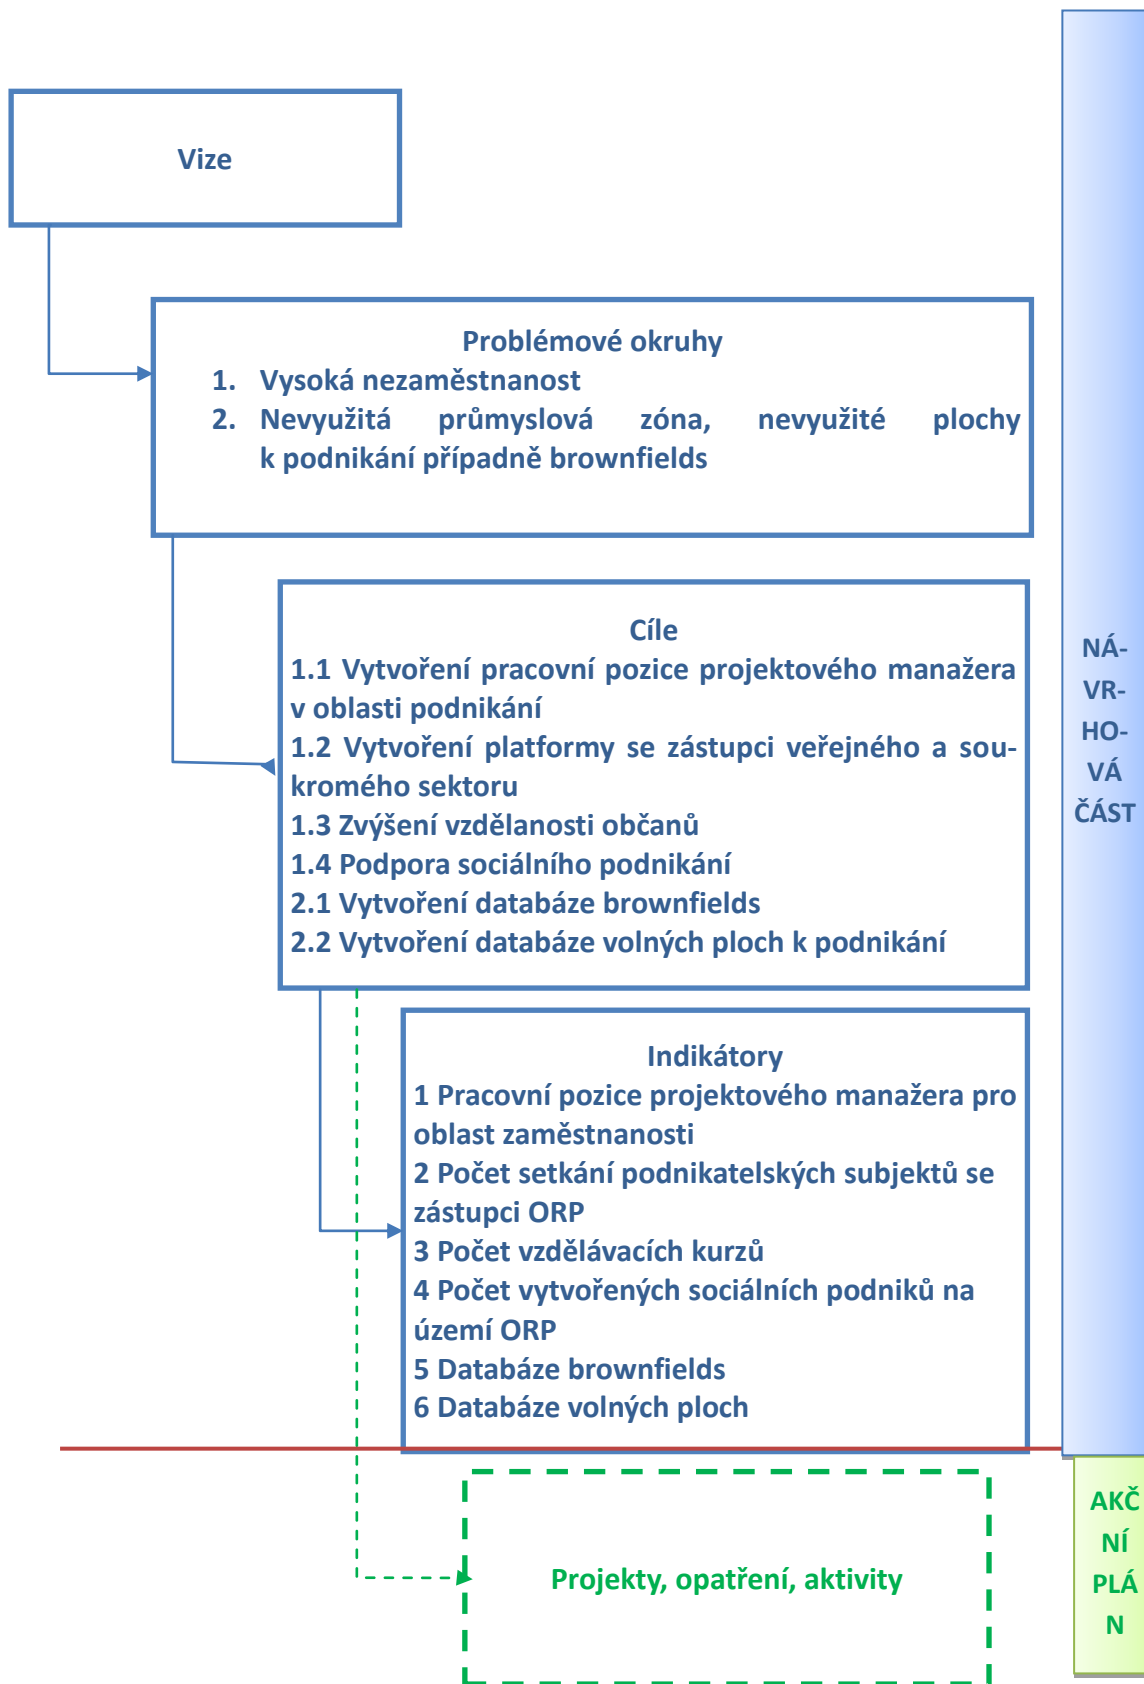 Vize
Problémové okruhy
1. Vysoká nezaměstnanost
2. Nevyužitá průmyslová zóna, nevyužité plochy
k podnikání případně brownfields
Cíle
1.1 Vytvoření pracovní pozice projektového manažera
v oblasti podnikání
1.2 Vytvoření platformy se zástupci veřejného a sou-
kromého sektoru
1.3 Zvýšení vzdělanosti občanů
1.4 Podpora sociálního podnikání
2.1 Vytvoření databáze brownfields
2.2 Vytvoření databáze volných ploch k podnikání
Indikátory
1 Pracovní pozice projektového manažera pro
oblast zaměstnanosti
2 Počet setkání podnikatelských subjektů se
zástupci ORP
3 Počet vzdělávacích kurzů
4 Počet vytvořených sociálních podniků na
území ORP
5 Databáze brownfields
6 Databáze volných ploch
Projekty, opatření, aktivity
NÁ-
VR-
HO-
VÁ
ČÁST
AKČ
NÍ
PLÁ
N